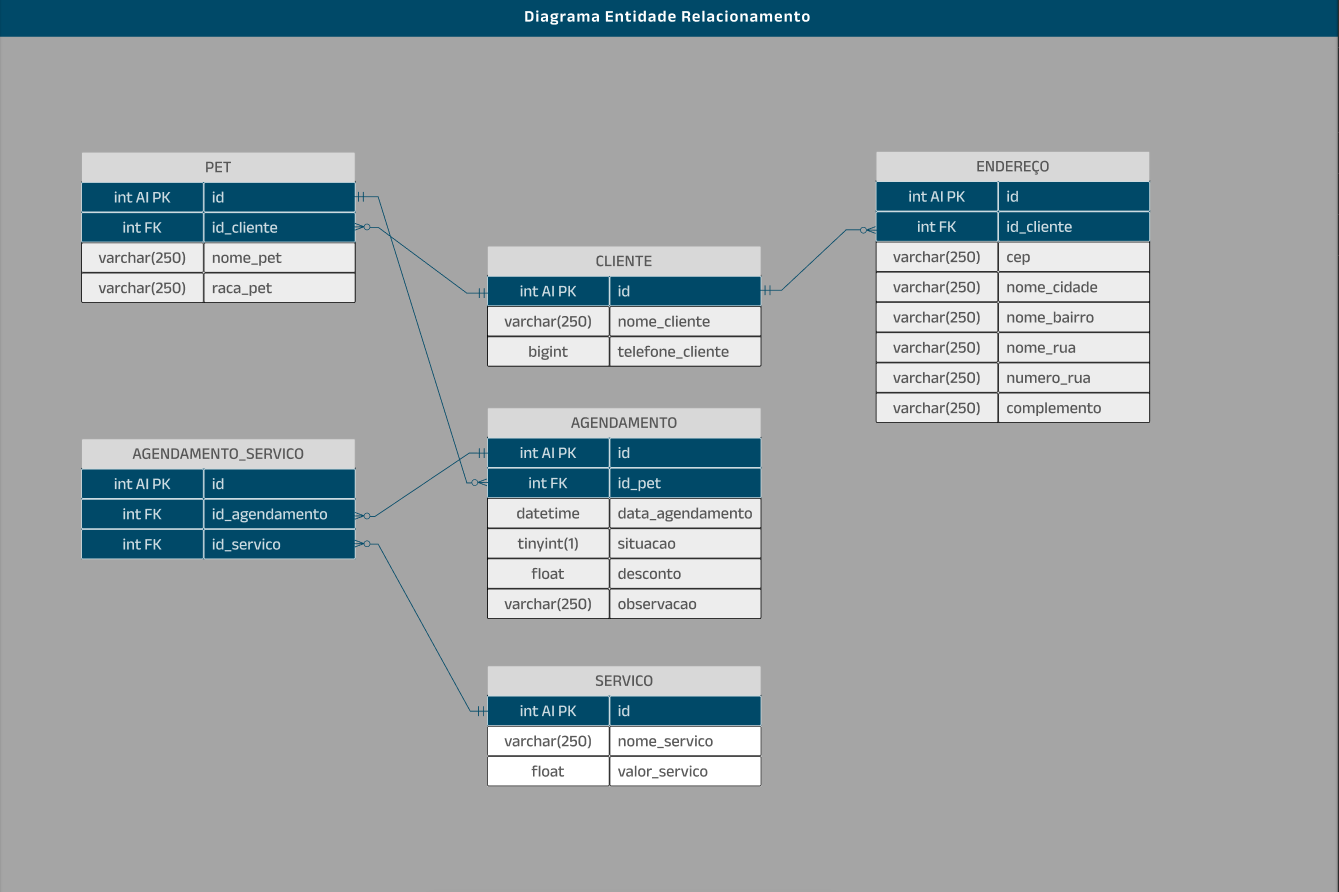 Diagrama Entidade Relacionamento
PET
int AI PK id
int FK id_cliente
varchar(250) nome_pet
varchar(250) raca_pet
CLIENTE
int AI PK id
varchar(250) nome_cliente
bigint telefone_cliente
ENDEREÇO
int AI PK id
int FK id_cliente
varchar(250) cep
varchar(250) nome_cidade
varchar(250) nome_bairro
varchar(250) nome_rua
varchar(250) numero_rua
varchar(250) complemento
AGENDAMENTO_SERVICO
int AI PK id
int FK id_agendamento
int FK id_servico
AGENDAMENTO
int AI PK id
int FK id_pet
datetime data_agendamento
tinyint(1) situacao
float desconto
varchar(250) observacao
SERVICO
int AI PK id
varchar(250) nome_servico
float valor_servico